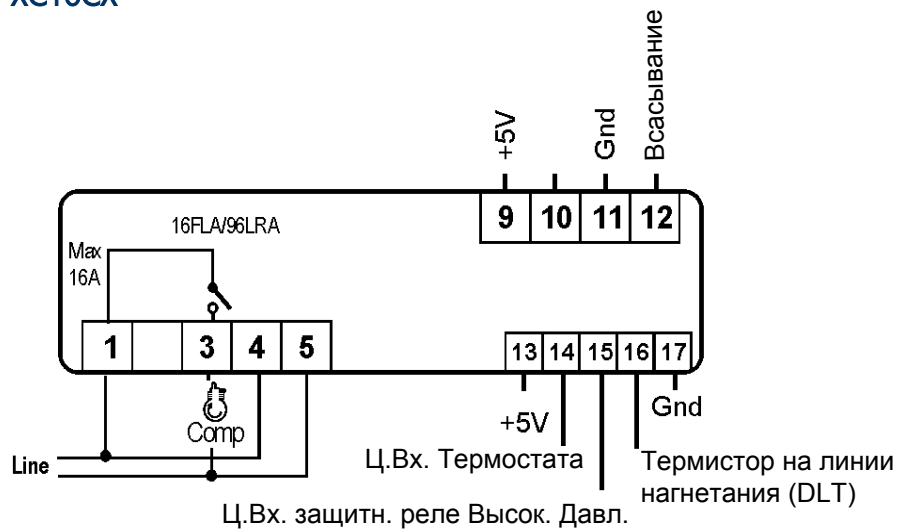 +5V
Gnd
Всасывание
16FLA/96LRA
9 10 11 12
Max
16A
1 3 4 5
13 14 15 16 17
Comp
+5V
Gnd
Line
Ц.Вх. Термостата
Термистор на линии
нагнетания (DLT)
Ц.Вх. защитн. реле Высок. Давл.